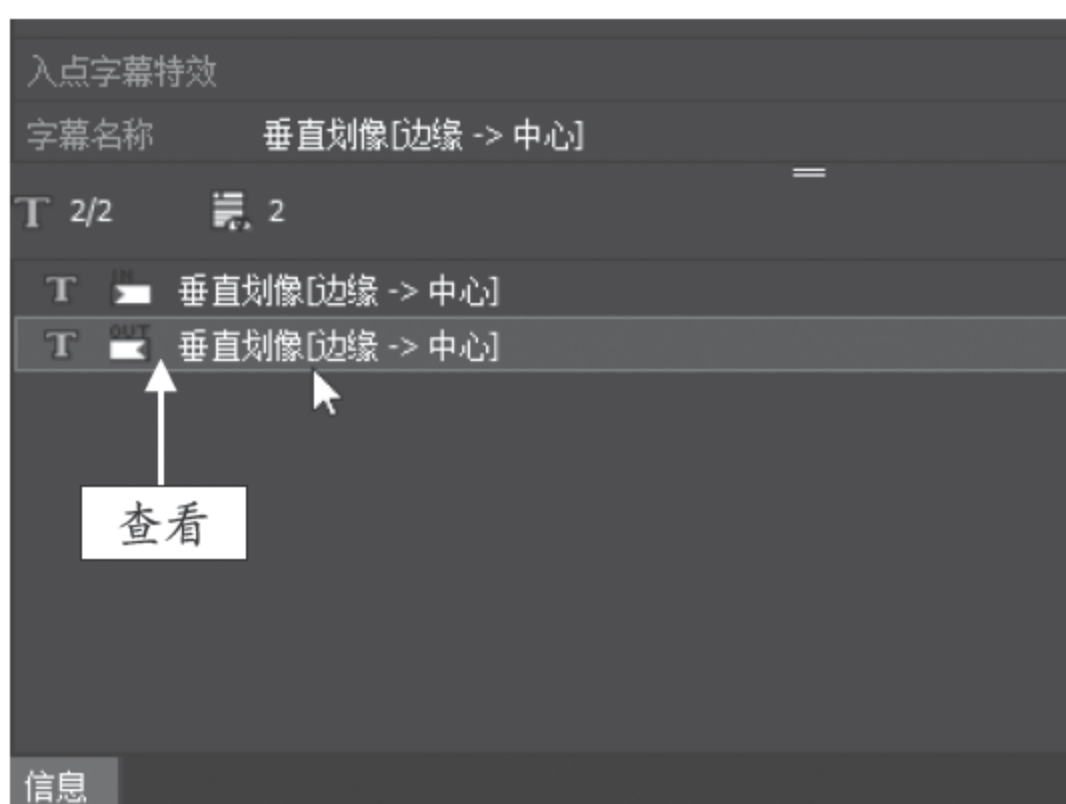 入点字幕特效
字幕名称 垂直划像[边缘 -> 中心]
T 2/2 2
T IN 垂直划像[边缘 -> 中心]
T OUT 垂直划像[边缘 -> 中心]
查看
信息